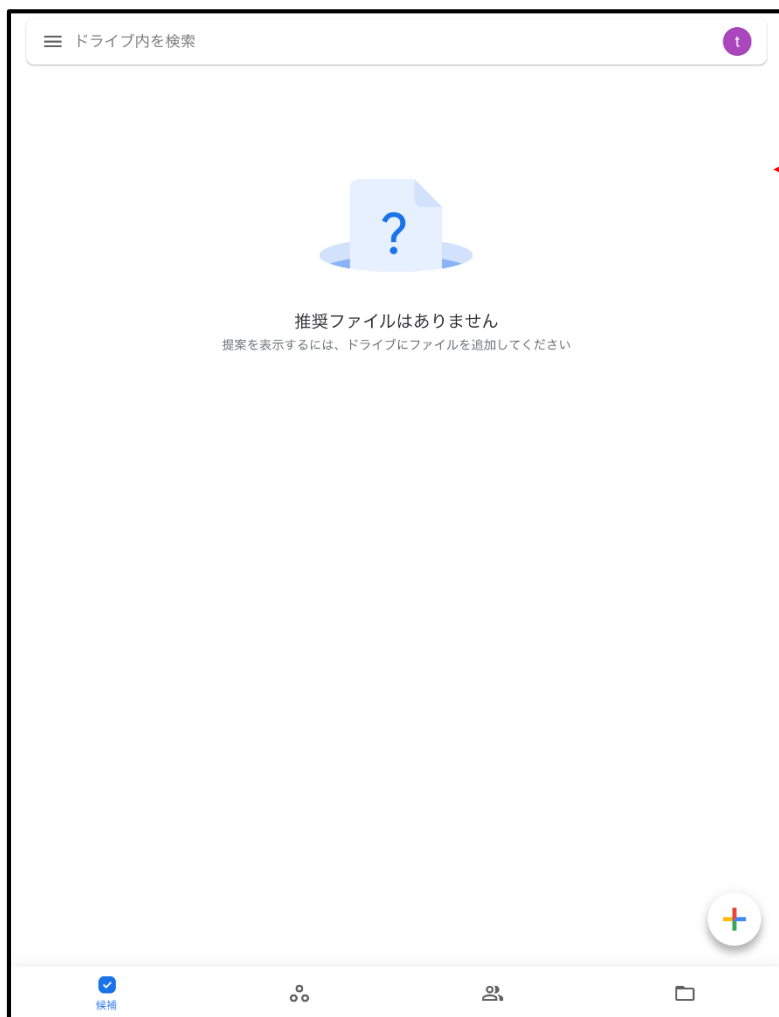 ドライブ内を検索
t
?
推奨ファイルはありません
提案を表示するには、ドライブにファイルを追加してください
候補